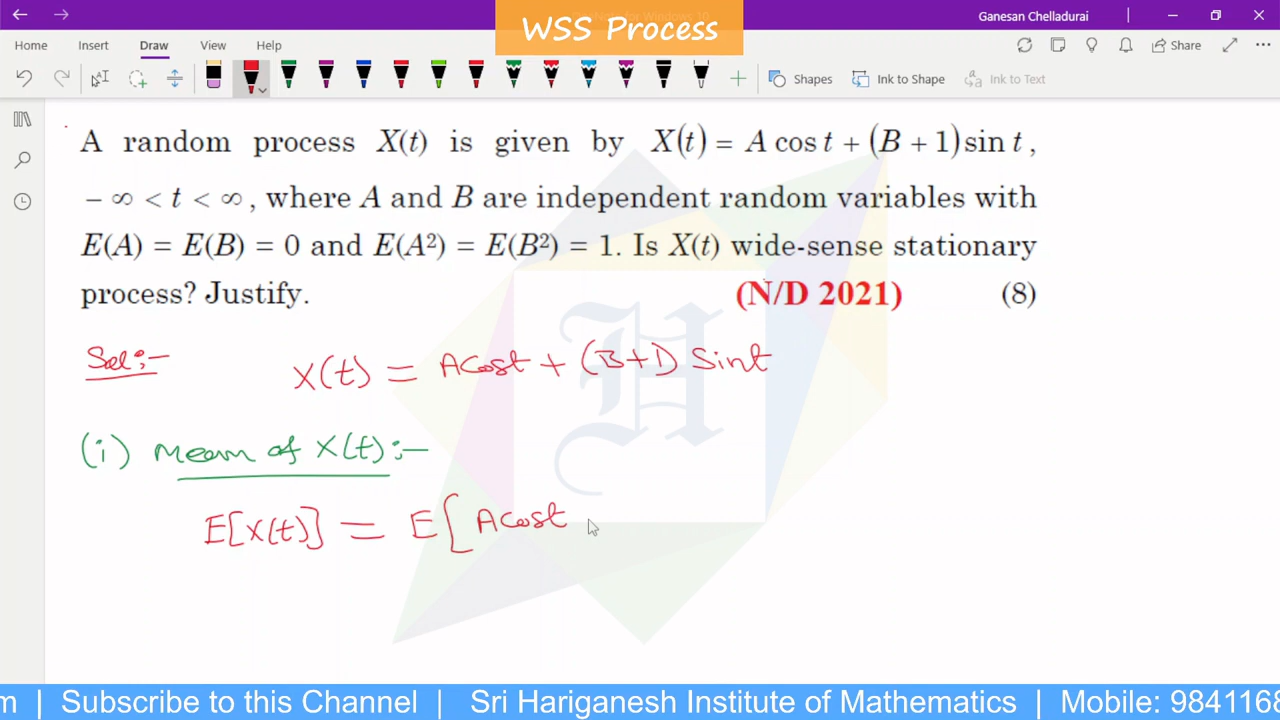 WSS Process
Ganesan Chelladurai
Home Insert Draw View Help
Share
Shapes Ink to Shape Ink to Text
A random process X(t) is given by X(t) = A cos t + (B + 1) sin t,
− ∞ < t < ∞, where A and B are independent random variables with
E(A) = E(B) = 0 and E(A²) = E(B²) = 1. Is X(t) wide-sense stationary
process? Justify. (N/D 2021) (8)
Sol:-
X(t) = A cost + (B+1) Sint
(i) Mean of X(t):-
E[X(t)] = E[ A cost
m | Subscribe to this Channel | Sri Hariganesh Institute of Mathematics | Mobile: 9841168